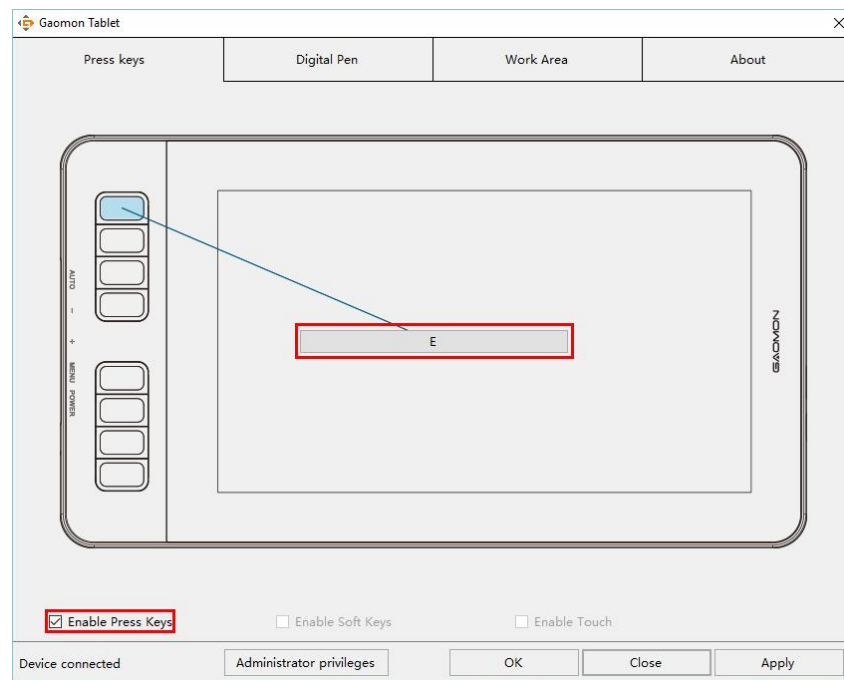 Gaomon Tablet
Press keys
Digital Pen
Work Area
About
AUTO
-
+
MENU
POWER
E
GAOMON
Enable Press Keys
Enable Soft Keys
Enable Touch
Device connected
Administrator privileges
OK
Close
Apply